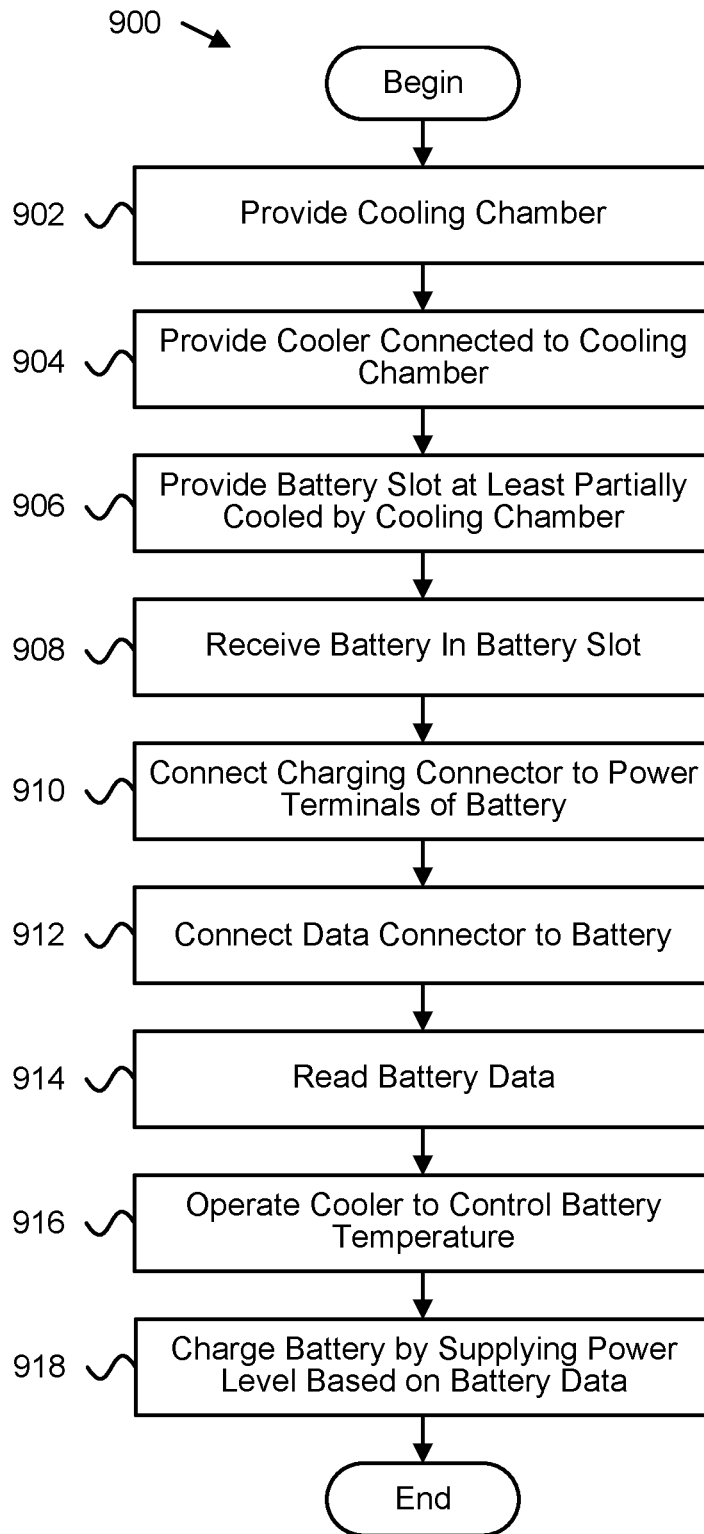 900
Begin
902
Provide Cooling Chamber
904
Provide Cooler Connected to Cooling
Chamber
906
Provide Battery Slot at Least Partially
Cooled by Cooling Chamber
908
Receive Battery In Battery Slot
910
Connect Charging Connector to Power
Terminals of Battery
912
Connect Data Connector to Battery
914
Read Battery Data
916
Operate Cooler to Control Battery
Temperature
918
Charge Battery by Supplying Power
Level Based on Battery Data
End